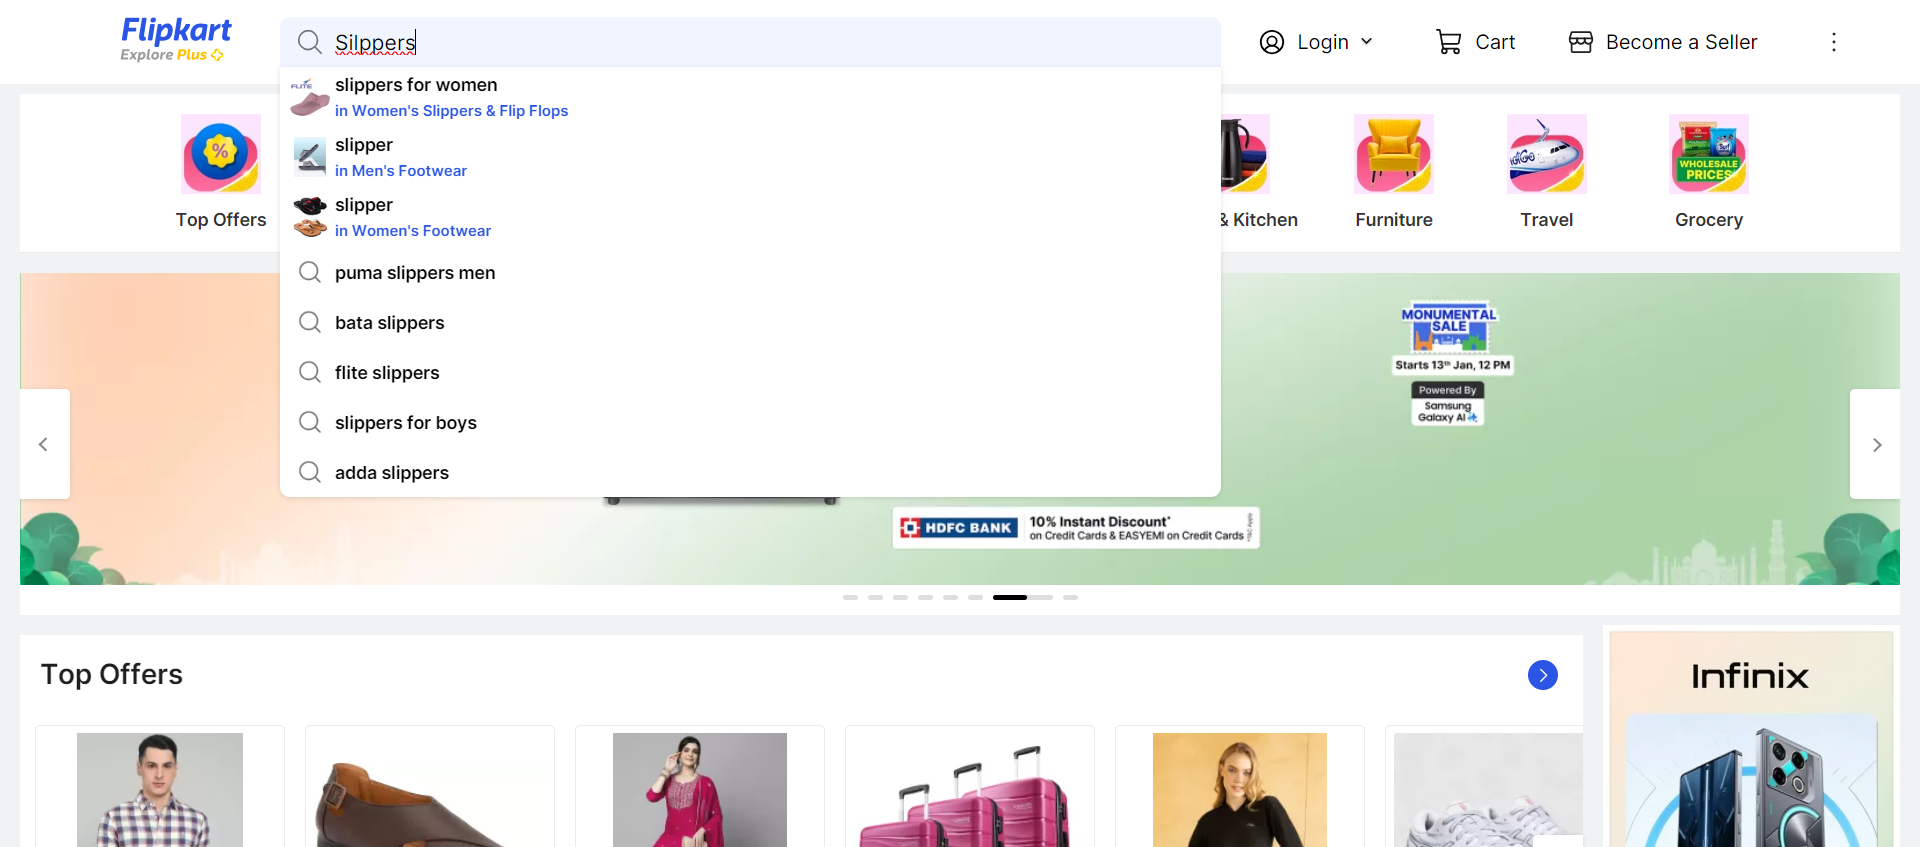 Flipkart
Explore Plus
Silppers
Login
Cart
Become a Seller
FLITE
slippers for women
in Women's Slippers & Flip Flops
slipper
in Men's Footwear
slipper
in Women's Footwear
puma slippers men
bata slippers
flite slippers
slippers for boys
adda slippers
%
Top Offers
& Kitchen
Furniture
Travel
WHOLESALE
PRICES
Grocery
MONUMENTAL
SALE
Starts 13th Jan, 12 PM
Powered By
Samsung
Galaxy AI
HDFC BANK
10% Instant Discount*
on Credit Cards & EASYEMI on Credit Cards
*T&C Apply
Top Offers
Infinix